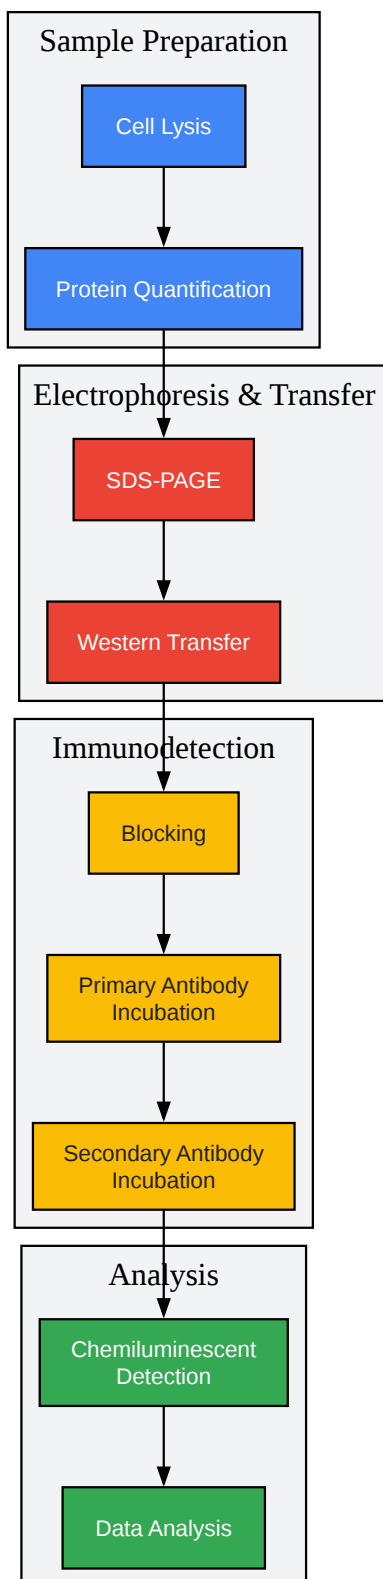 Sample Preparation
Cell Lysis
Protein Quantification
Electrophoresis & Transfer
SDS-PAGE
Western Transfer
Immunodetection
Blocking
Primary Antibody
Incubation
Secondary Antibody
Incubation
Analysis
Chemiluminescent
Detection
Data Analysis